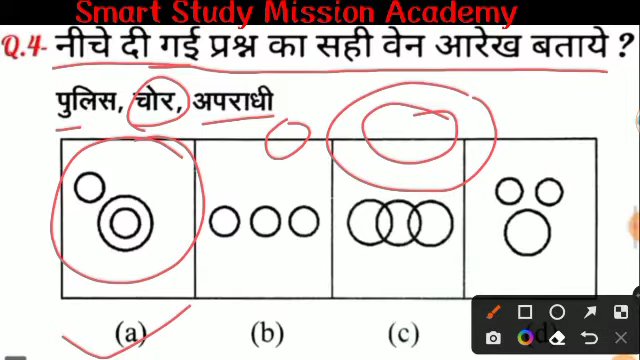 Smart Study Mission Academy
Q.4- नीचे दी गई प्रश्न का सही वेन आरेख बताये ?
पुलिस, चोर, अपराधी
(a) (b) (c) (d)